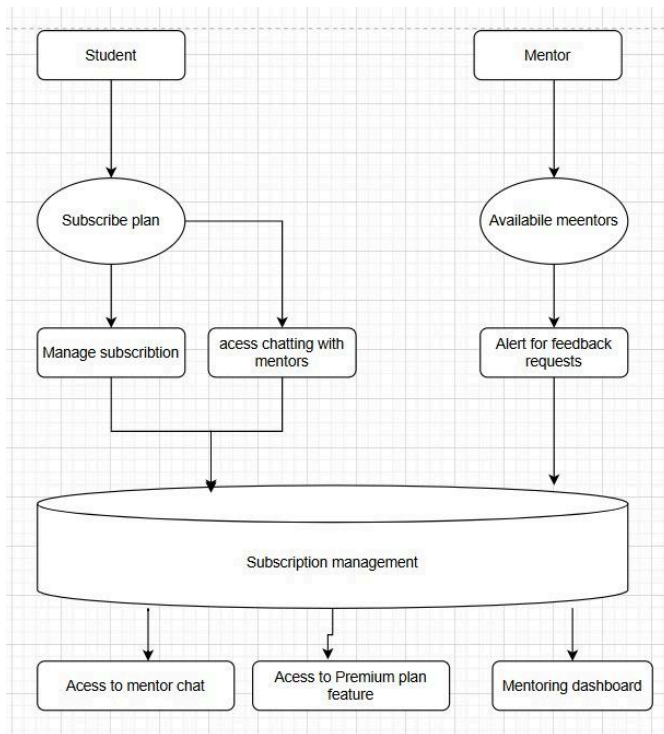 Student
Mentor
Subscribe plan
Availabile meentors
Manage subscribtion
acess chatting with
mentors
Alert for feedback
requests
Subscription management
Acess to mentor chat
Acess to Premium plan
feature
Mentoring dashboard